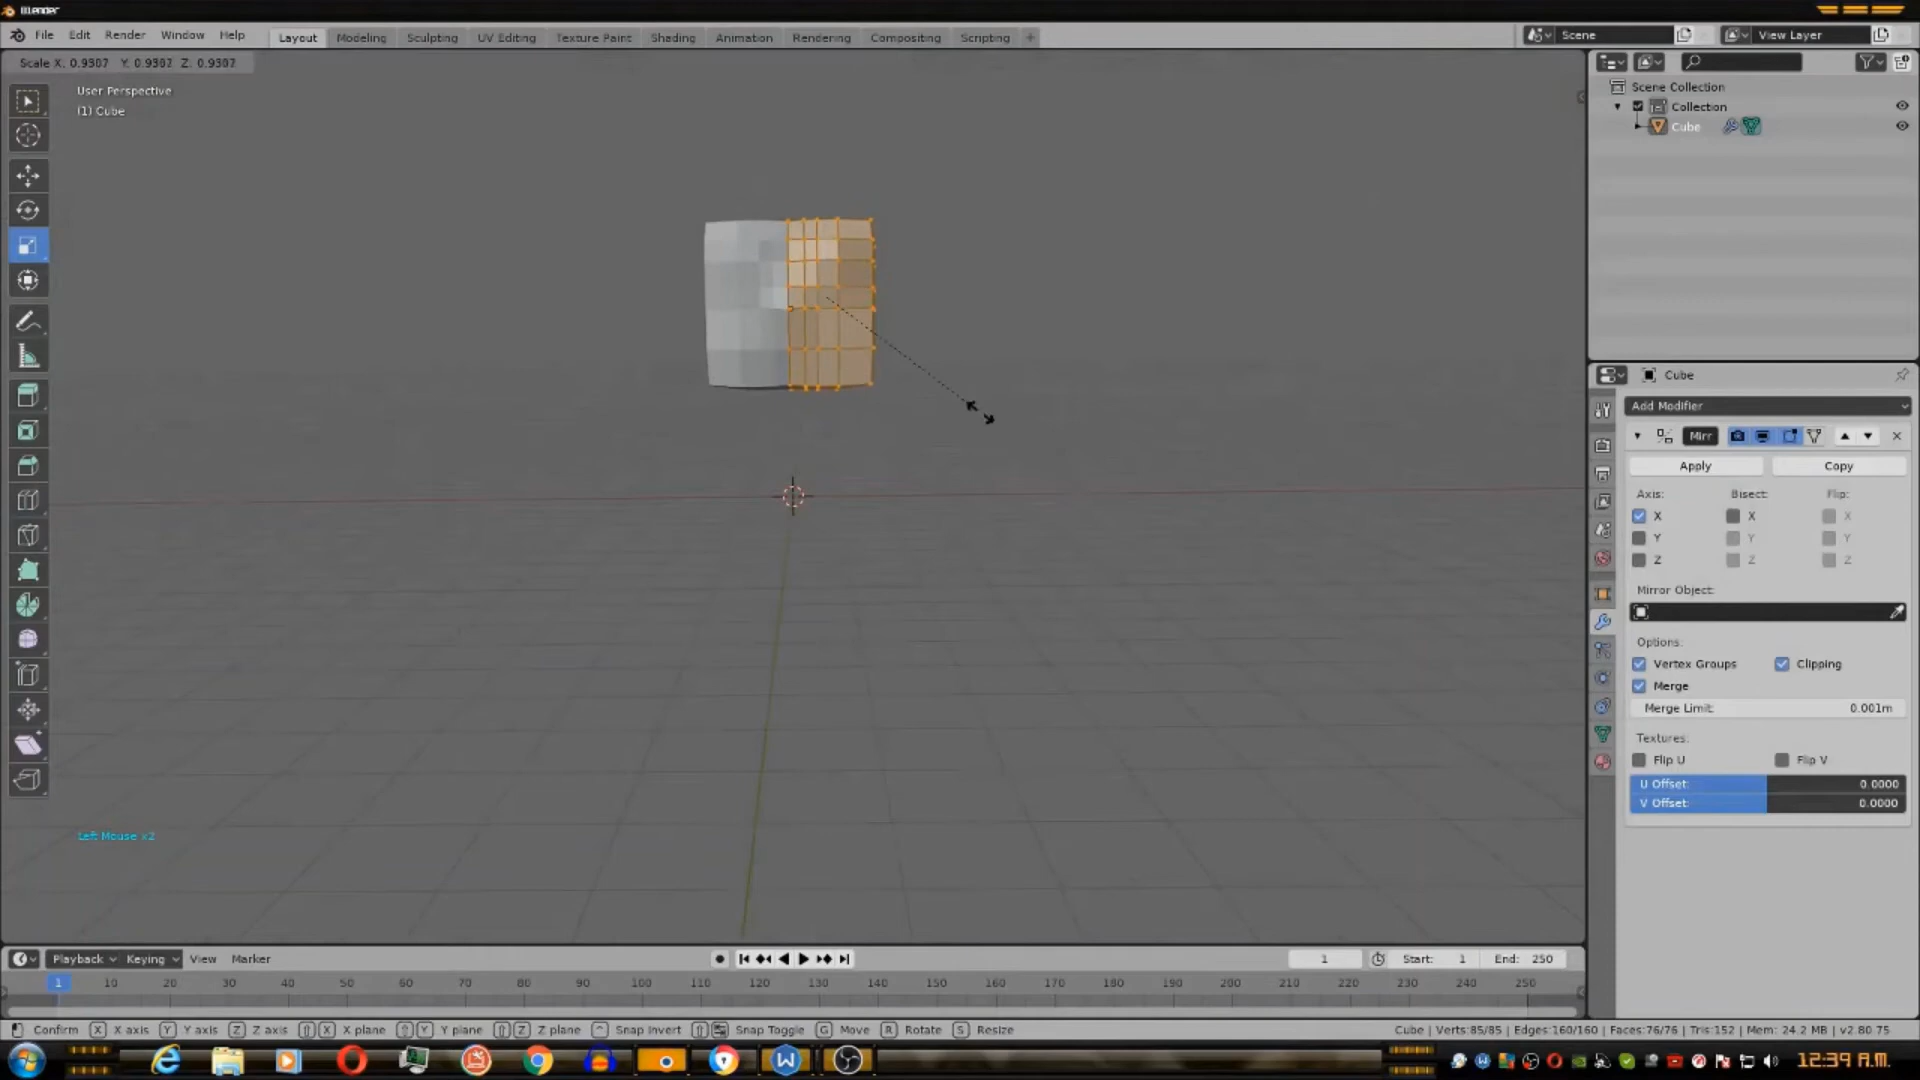 Blender
File Edit Render Window Help Layout Modeling Sculpting UV Editing Texture Paint Shading Animation Rendering Compositing Scripting + Scene View Layer
Scale X: 0.9307 Y: 0.9307 Z: 0.9307
User Perspective
(1) Cube
Scene Collection
Collection
Cube
Cube
Add Modifier
Mirr
Apply Copy
Axis: Bisect: Flip:
X X X
Y Y Y
Z Z Z
Mirror Object:
Options:
Vertex Groups Clipping
Merge
Merge Limit: 0.001m
Textures:
Flip U Flip V
U Offset: 0.0000
V Offset: 0.0000
Left Mouse x2
Playback Keying View Marker 1 Start: 1 End: 250
1 10 20 30 40 50 60 70 80 90 100 110 120 130 140 150 160 170 180 190 200 210 220 230 240 250
Confirm X X axis Y Y axis Z Z axis X X plane Y Y plane Z Z plane Snap Invert Snap Toggle G Move R Rotate S Resize Cube | Verts:85/85 | Edges:160/160 | Faces:76/76 | Tris:152 | Mem: 24.2 MB | v2.80.75
12:39 A.M.